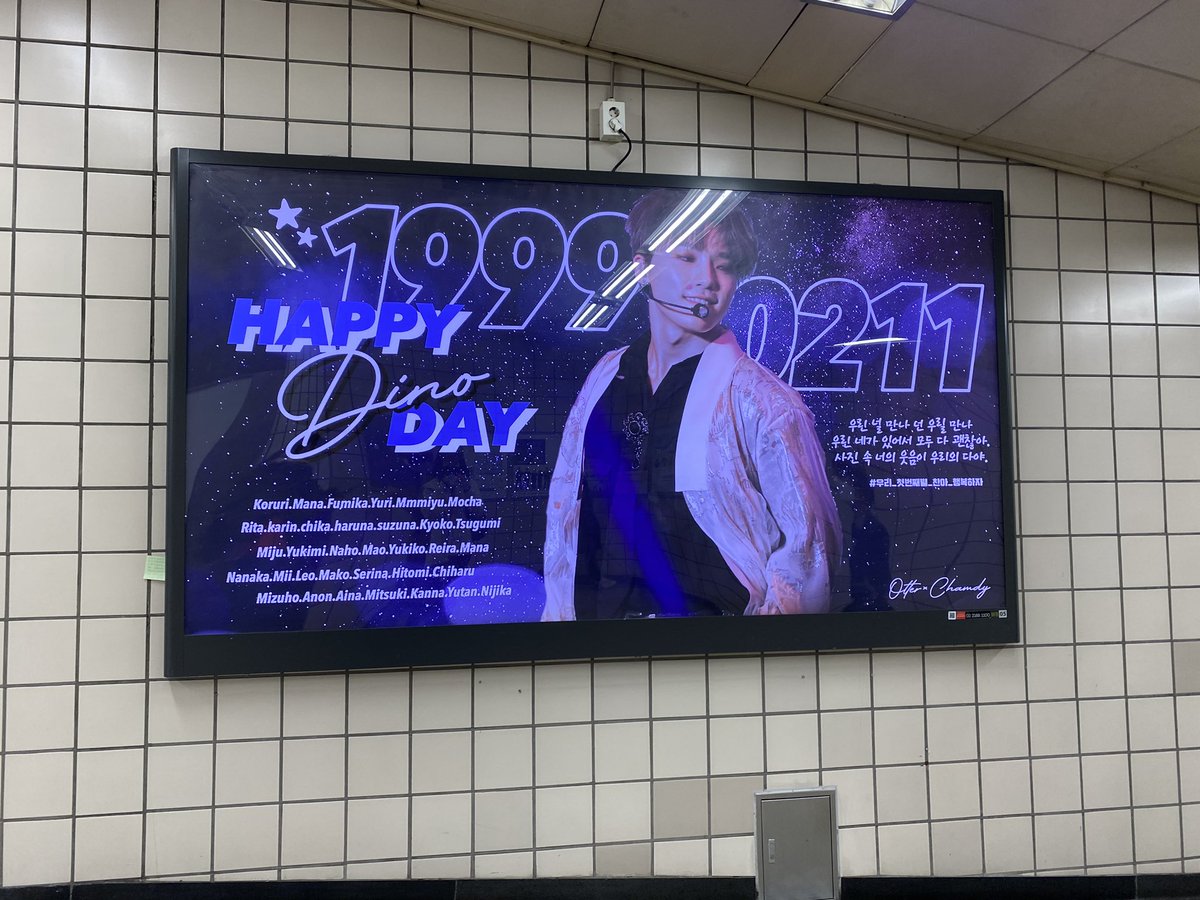 1999
0211
HAPPY
Dino
DAY
우린 널 만나 넌 우릴 만나
우린 네가 있어서 모두 다 괜찮아.
사진 속 너의 웃음이 우리의 다야.
#우리_첫번째별_찬아_행복하자
Koruri.Mana.Fumika.Yuri.Mmmiyu.Mocha
Rita.karin.chika.haruna.suzuna.Kyoko.Tsugumi
Miju.Yukimi.Naho.Mao.Yukiko.Reira.Mana
Nanaka.Mii.Leo.Mako.Serina.Hitomi.Chiharu
Mizuho.Anon.Aina.Mitsuki.Kanna.Yutan.Nijika